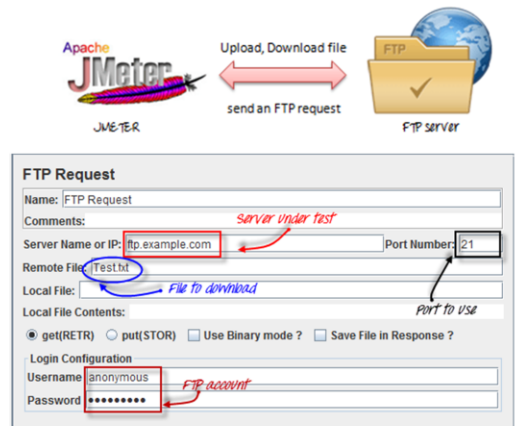 Apache
JMeter
Upload, Download file
FTP
send an FTP request
JMETER
FTP server
FTP Request
Name: FTP Request
Comments:
Server under test
Server Name or IP: ftp.example.com Port Number: 21
Remote File: Test.txt
Local File:
File to download
Port to use
Local File Contents:
get(RETR) put(STOR) Use Binary mode ? Save File in Response ?
Login Configuration
Username anonymous
FTP account
Password •••••••••